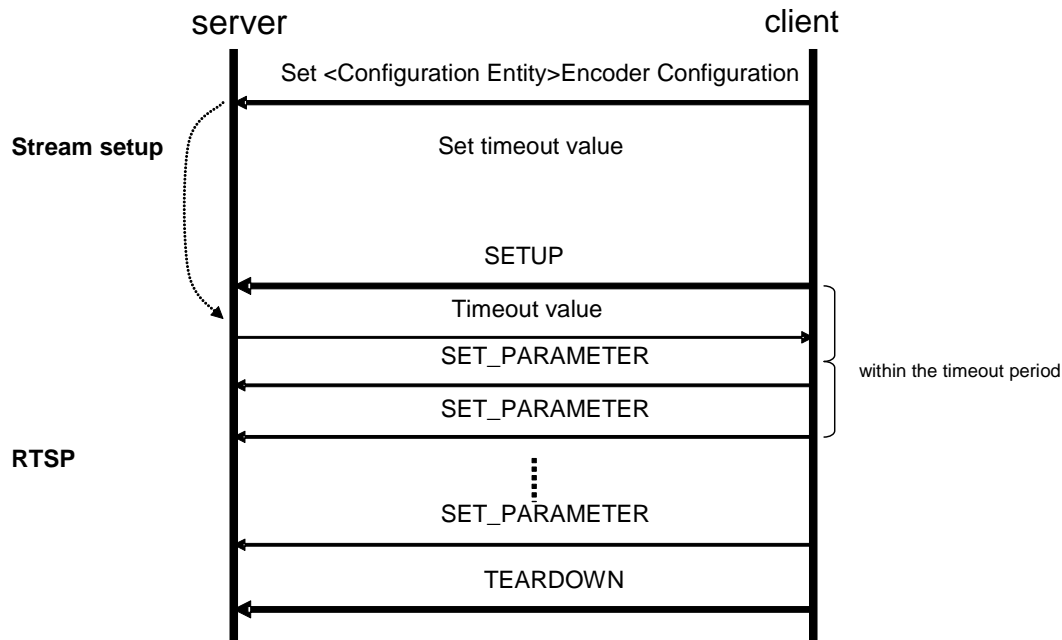 server
client
Set <Configuration Entity>Encoder Configuration
Stream setup
Set timeout value
SETUP
Timeout value
SET_PARAMETER
within the timeout period
SET_PARAMETER
RTSP
SET_PARAMETER
TEARDOWN